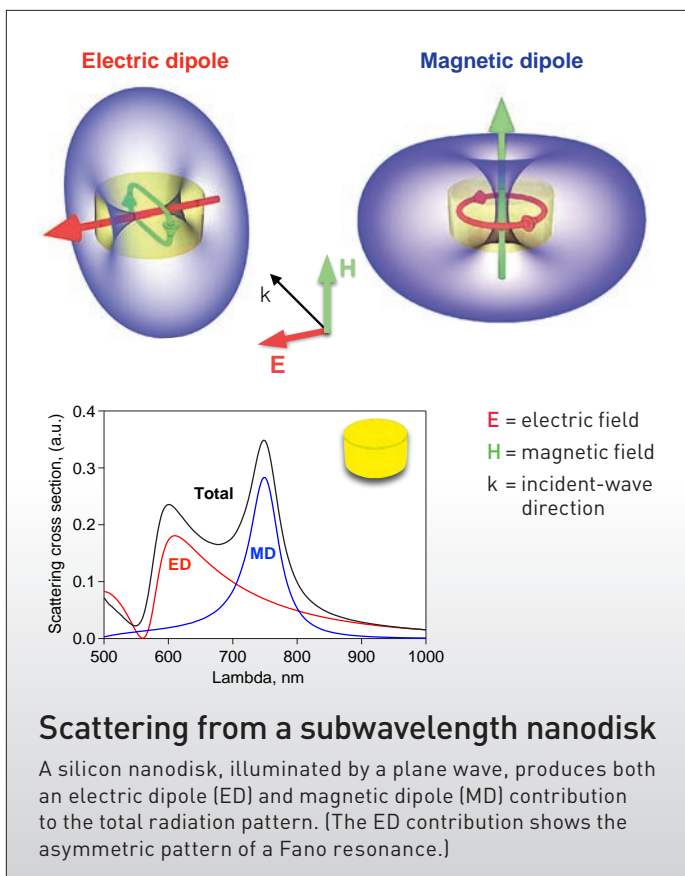 Electric dipole
Magnetic dipole
H
k
E
E = electric field
H = magnetic field
k = incident-wave
direction
Scattering cross section, (a.u.)
0.4
0.3
0.2
0.1
0.0
Total
ED
MD
500
600
700
800
900
1000
Lambda, nm
Scattering from a subwavelength nanodisk
A silicon nanodisk, illuminated by a plane wave, produces both
an electric dipole (ED) and magnetic dipole (MD) contribution
to the total radiation pattern. (The ED contribution shows the
asymmetric pattern of a Fano resonance.)